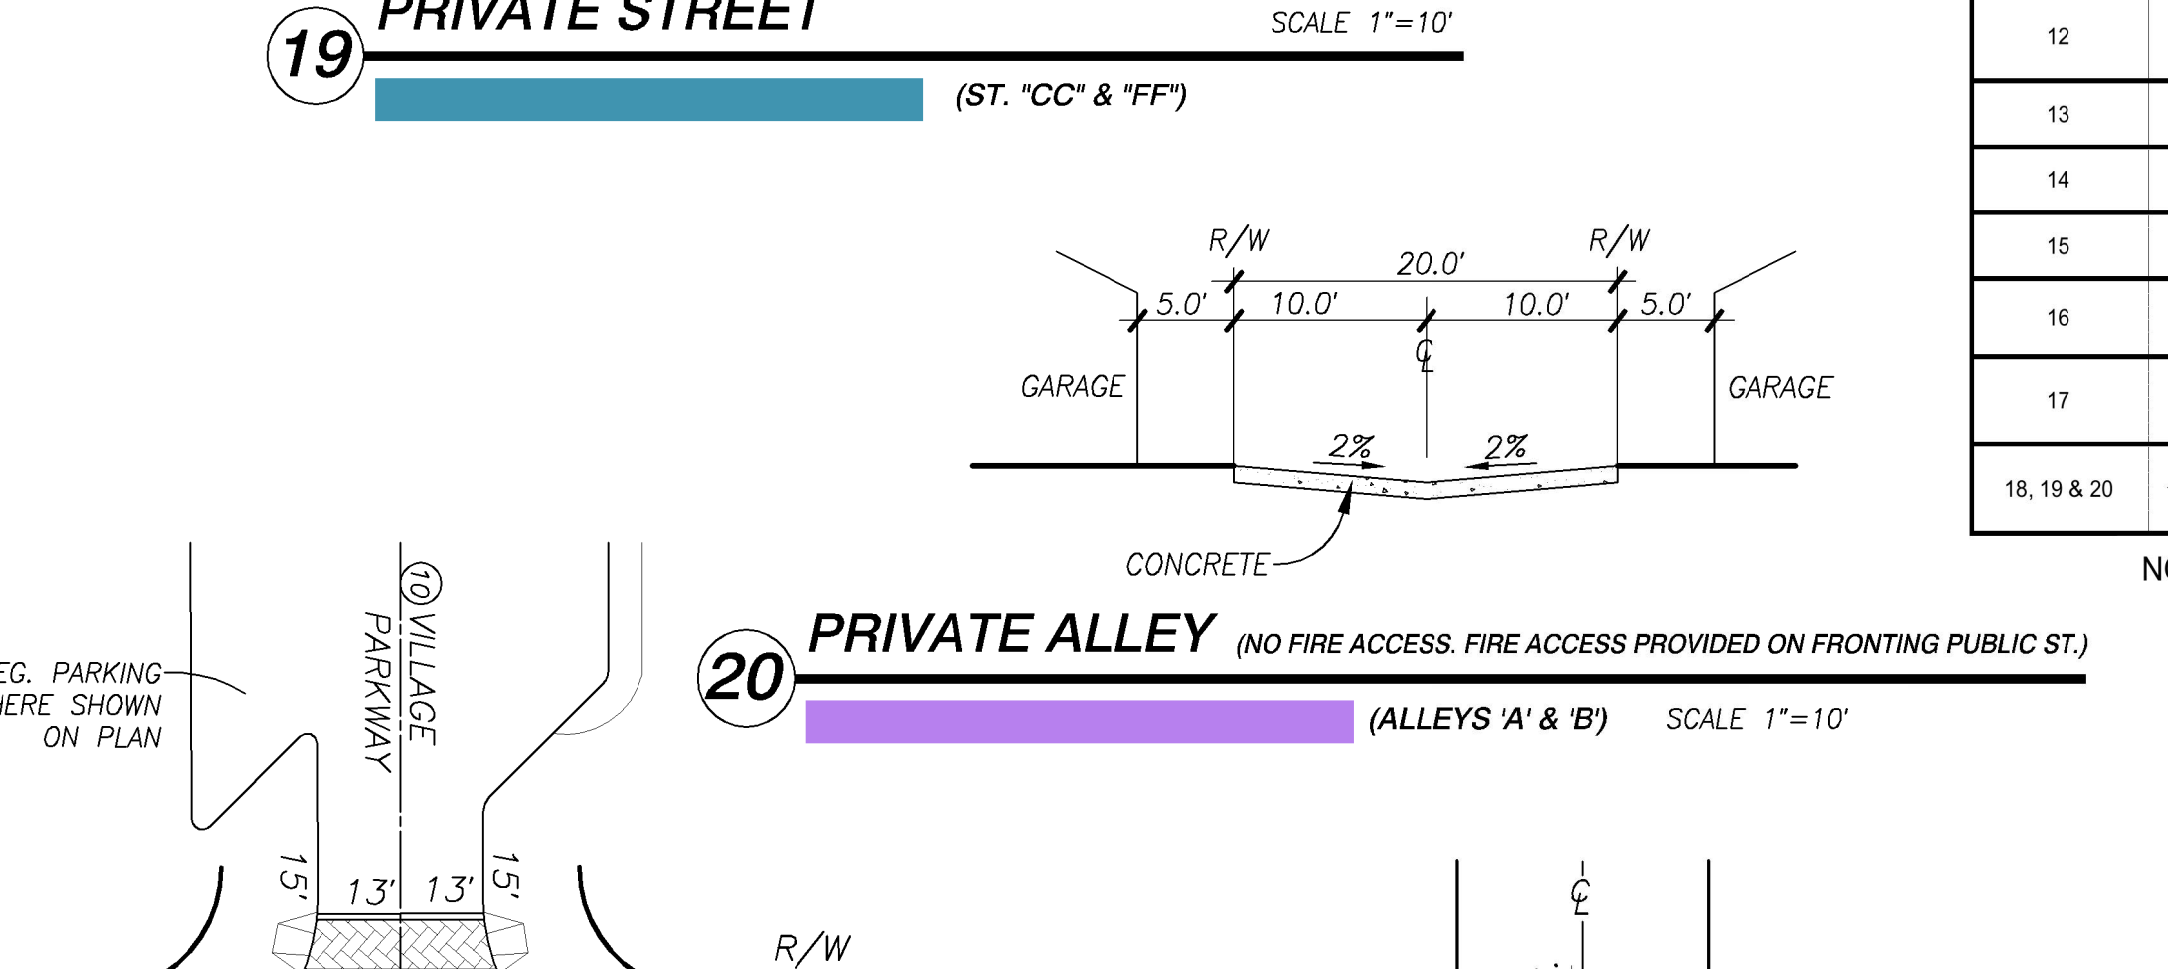 PRIVATE STREET
SCALE 1"=10'
19
(ST. "CC" & "FF")
12
13
14
15
16
17
18, 19 & 20
R/W
R/W
20.0'
5.0'
10.0'
10.0'
5.0'
℄
GARAGE
GARAGE
2%
2%
CONCRETE
20
PRIVATE ALLEY (NO FIRE ACCESS. FIRE ACCESS PROVIDED ON FRONTING PUBLIC ST.)
(ALLEYS 'A' & 'B')
SCALE 1"=10'
10
VILLAGE
PARKWAY
PARKING
SHOWN
ON PLAN
15'
13'
13'
15'
R/W
℄